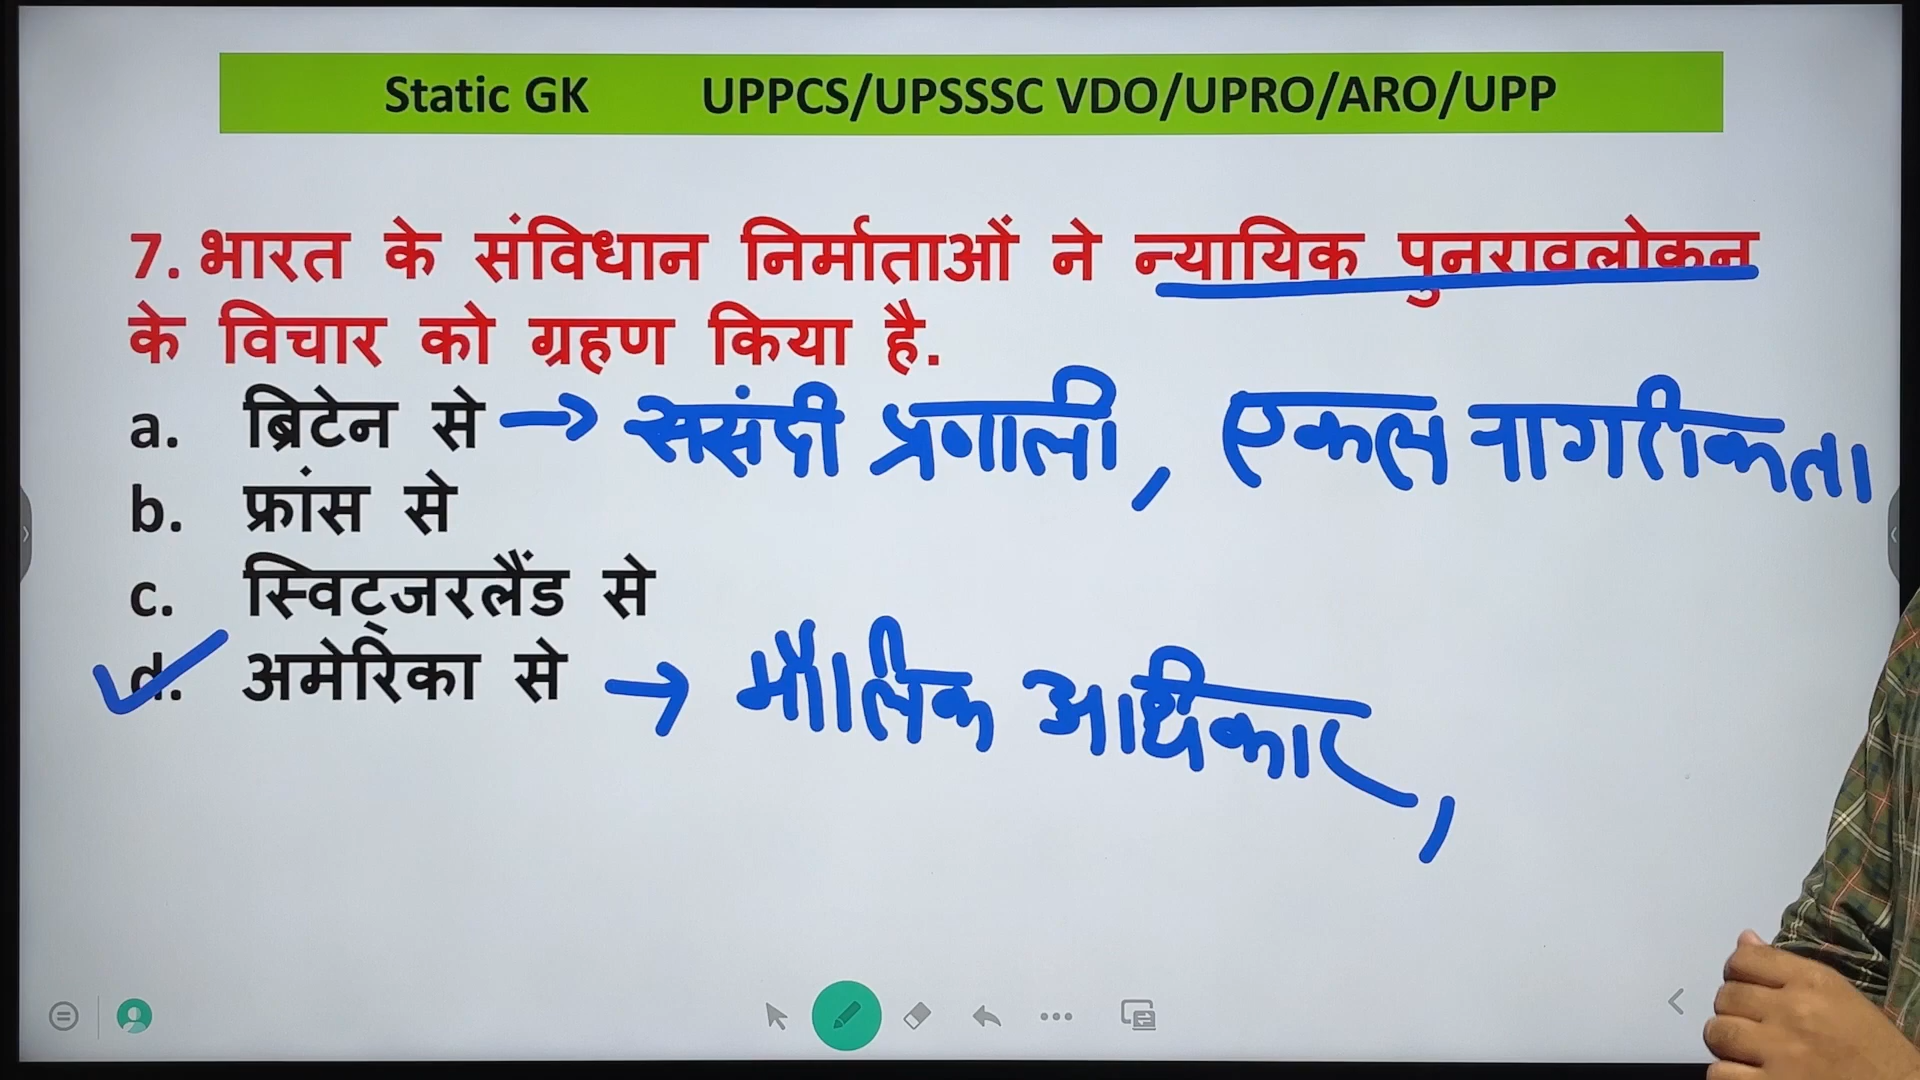 Static GK UPPCS/UPSSSC VDO/UPRO/ARO/UPP
7. भारत के संविधान निर्माताओं ने न्यायिक पुनरावलोकन
के विचार को ग्रहण किया है.
a. ब्रिटेन से → ससंदी प्रणाली, एकल नागरीकता
b. फ्रांस से
c. स्विट्जरलैंड से
d. अमेरिका से → मौलिक अधिकार,